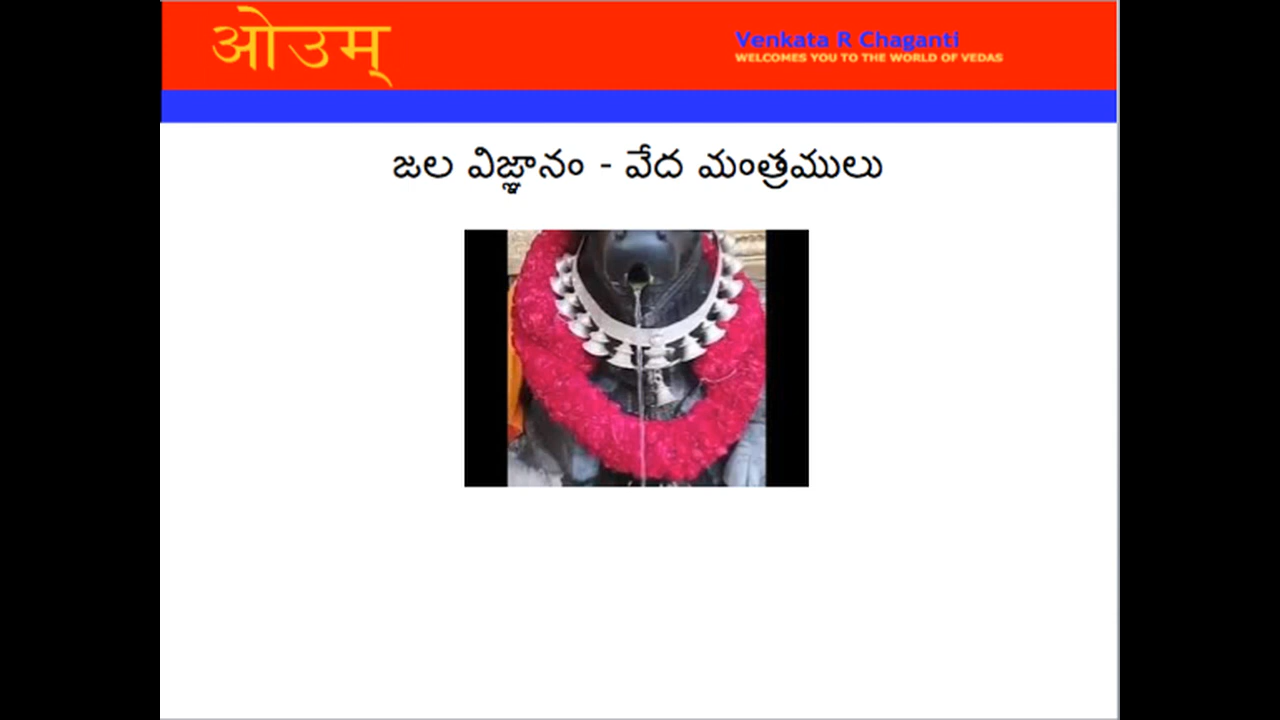 ओउम्
Venkata R Chaganti
WELCOMES YOU TO THE WORLD OF VEDAS
జల విజ్ఞానం - వేద మంత్రములు